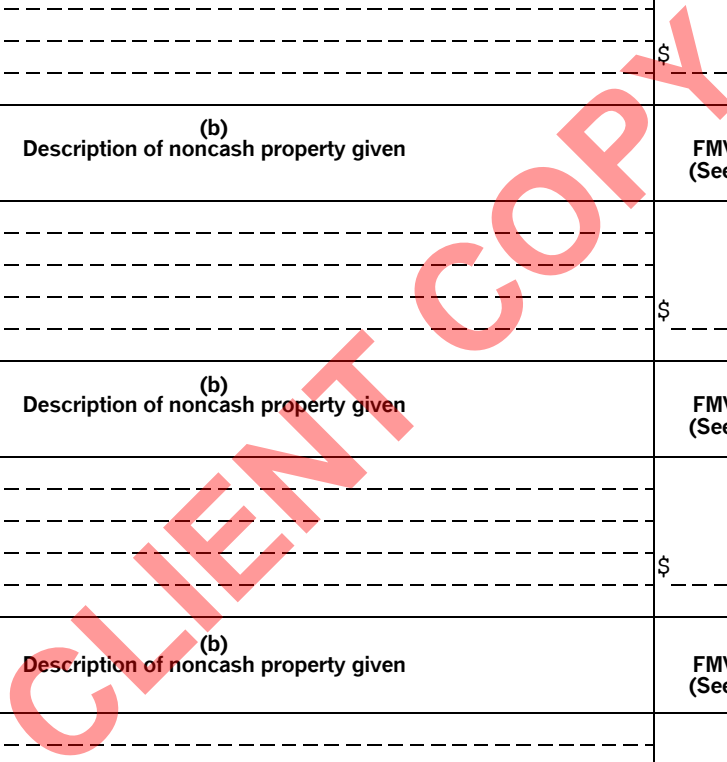 $
(b)
Description of noncash property given
FMV
(See
$
(b)
Description of noncash property given
FMV
(See
$
(b)
Description of noncash property given
FMV
(See
CLIENT COPY